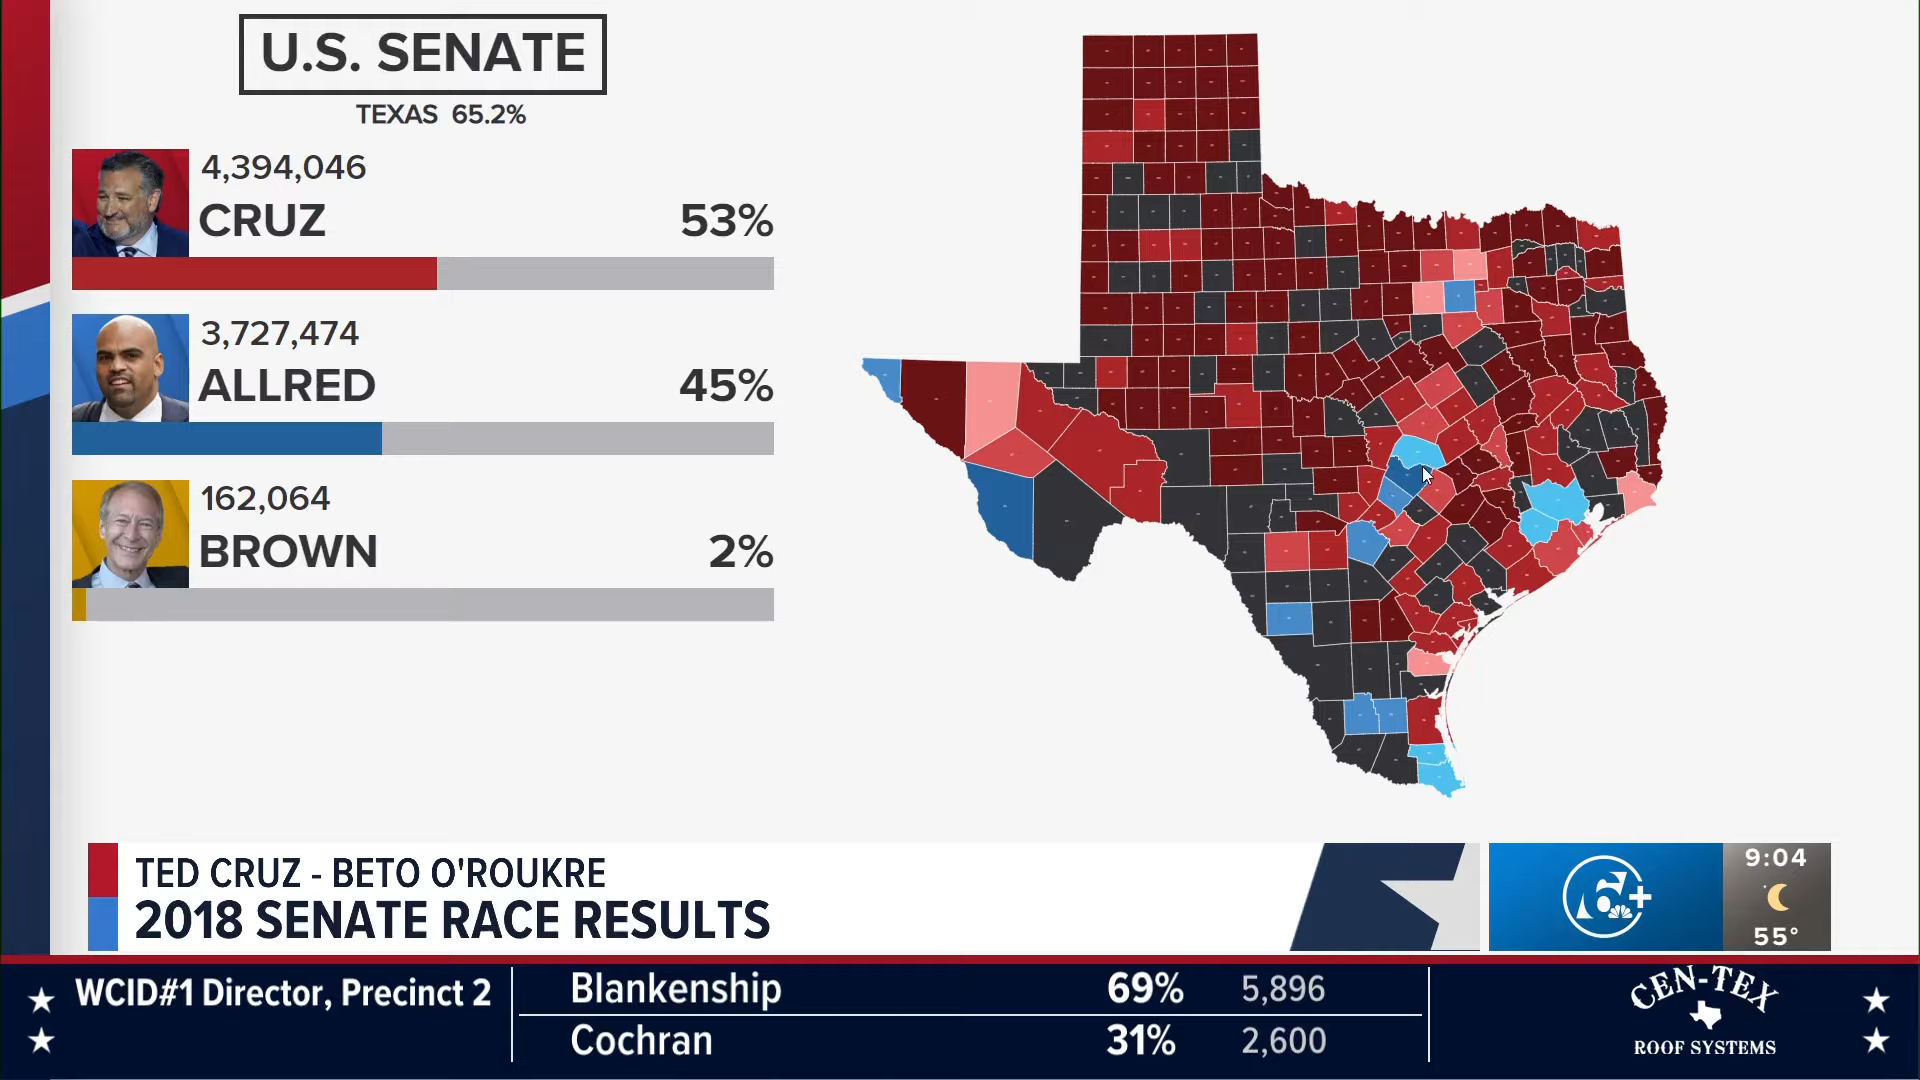 U.S. SENATE
TEXAS 65.2%
4,394,046
CRUZ 53%
3,727,474
ALLRED 45%
162,064
BROWN 2%
TED CRUZ - BETO O'ROUKRE
2018 SENATE RACE RESULTS
6+
9:04
55°
WCID#1 Director, Precinct 2
Blankenship 69% 5,896
Cochran 31% 2,600
CEN-TEX
ROOF SYSTEMS